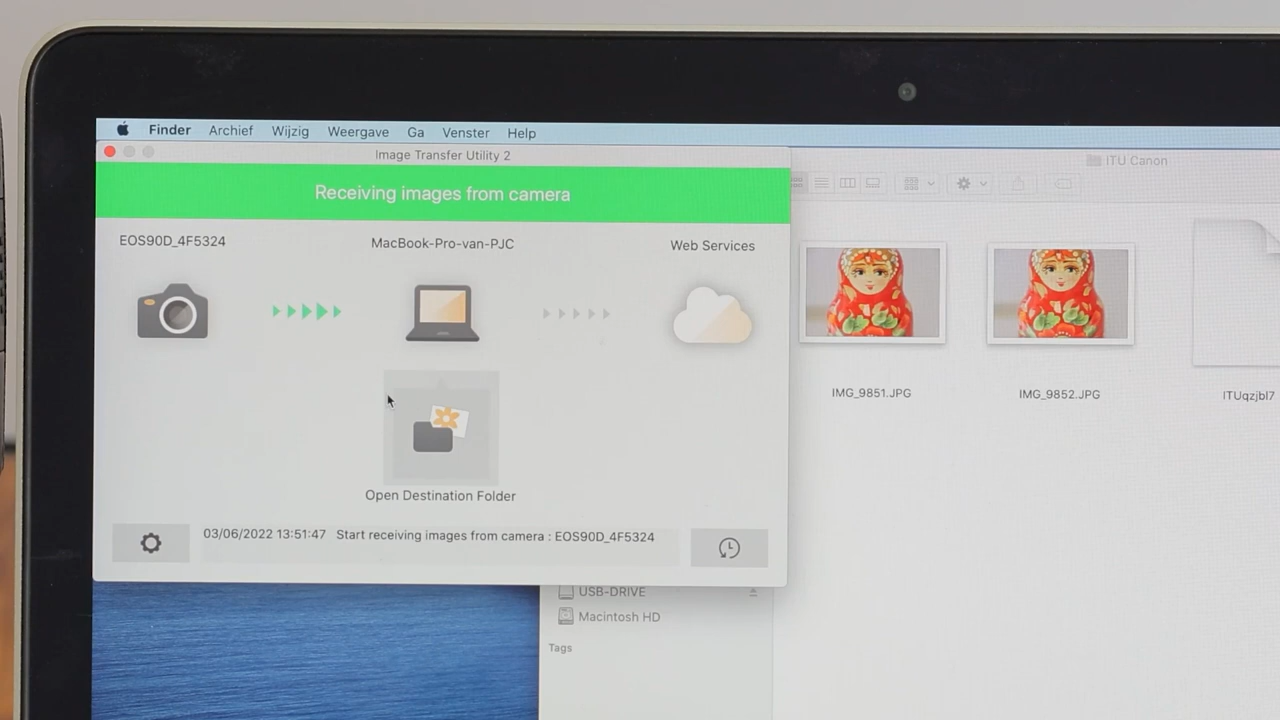 Finder Archief Wijzig Weergave Ga Venster Help
Image Transfer Utility 2
ITU Canon
Receiving images from camera
EOS90D_4F5324
MacBook-Pro-van-PJC
Web Services
IMG_9851.JPG
IMG_9852.JPG
ITUqzjbl7
Open Destination Folder
03/06/2022 13:51:47 Start receiving images from camera : EOS90D_4F5324
USB-DRIVE
Macintosh HD
Tags